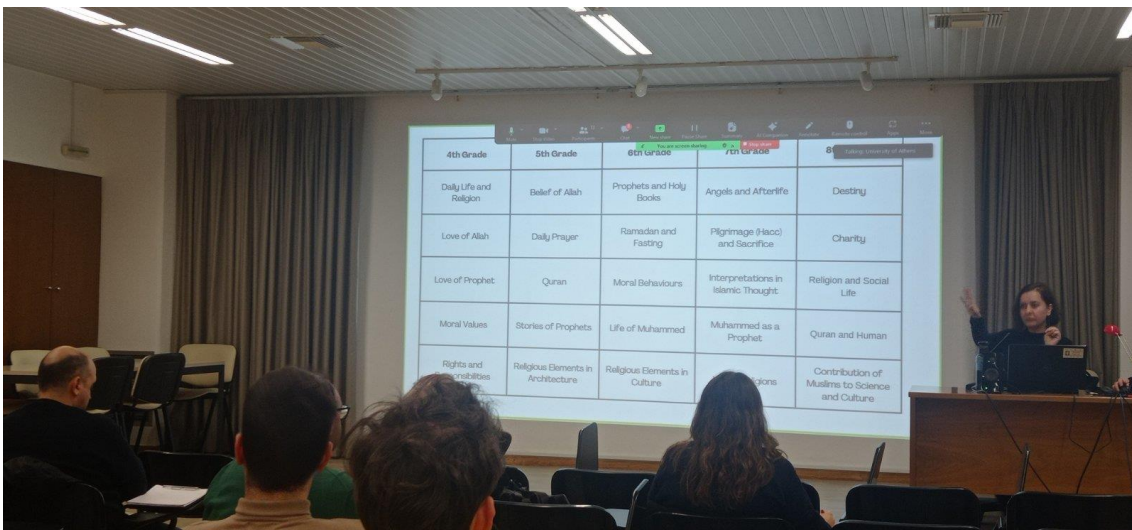 You are screen sharing
Stop share
Talking: University of Athens
4th Grade
5th Grade
6th Grade
7th Grade
Daily Life and
Religion
Belief of Allah
Prophets and Holy
Books
Angels and Afterlife
Destiny
Love of Allah
Daily Prayer
Ramadan and
Fasting
Pilgrimage (Hacc)
and Sacrifice
Charity
Love of Prophet
Quran
Moral Behaviours
Interpretations in
Islamic Thought
Religion and Social
Life
Moral Values
Stories of Prophets
Life of Muhammed
Muhammed as a
Prophet
Quran and Human
Rights and
Religious Elements in
Architecture
Religious Elements in
Culture
Contribution of
Muslims to Science
and Culture